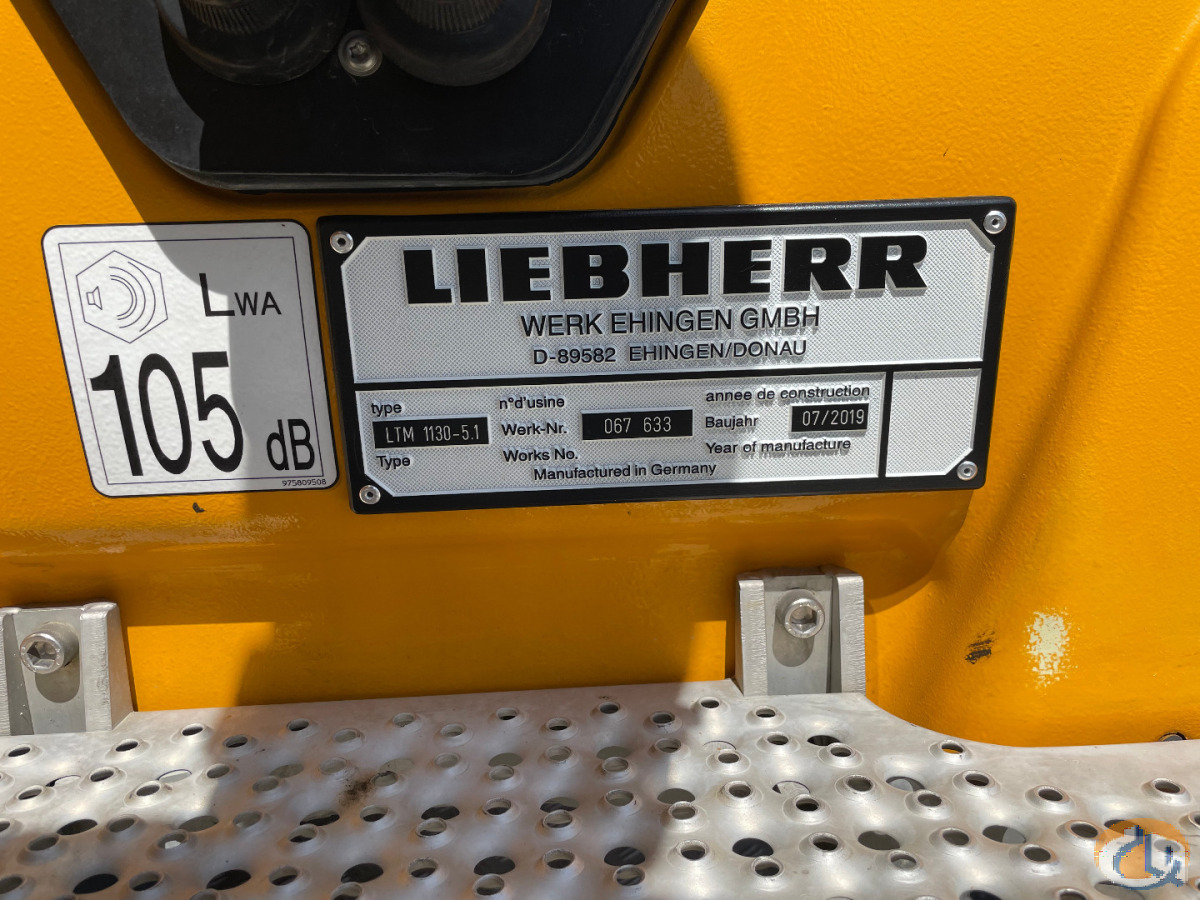 LWA
105 dB
975809508
LIEBHERR
WERK EHINGEN GMBH
D-89582 EHINGEN/DONAU
type
LTM 1130-5.1
Type
n°d'usine
Werk-Nr. 067 633
Works No.
annee de construction
Baujahr 07/2019
Year of manufacture
Manufactured in Germany